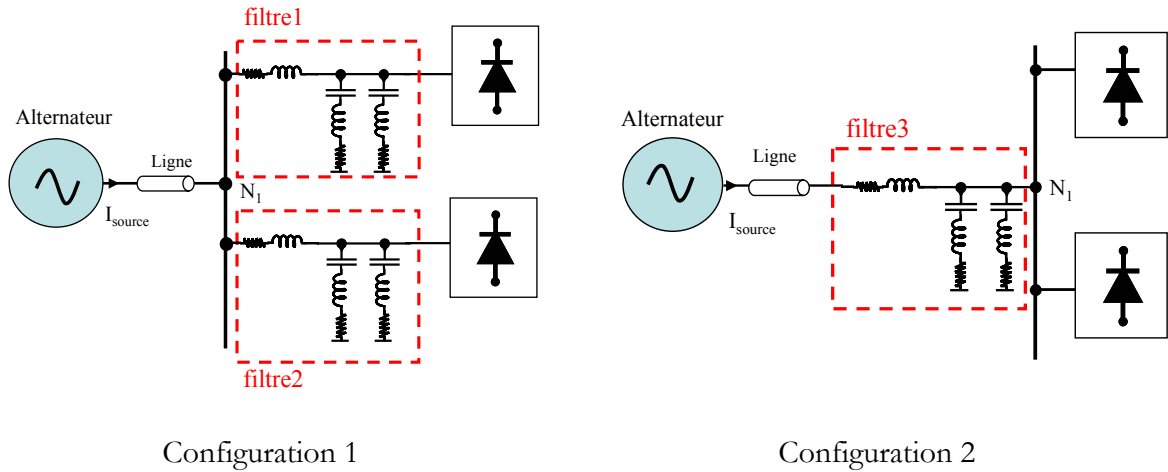 filtre1
Alternateur
Ligne
N1
Isource
filtre2
Configuration 1
Alternateur
filtre3
Ligne
N1
Isource
Configuration 2